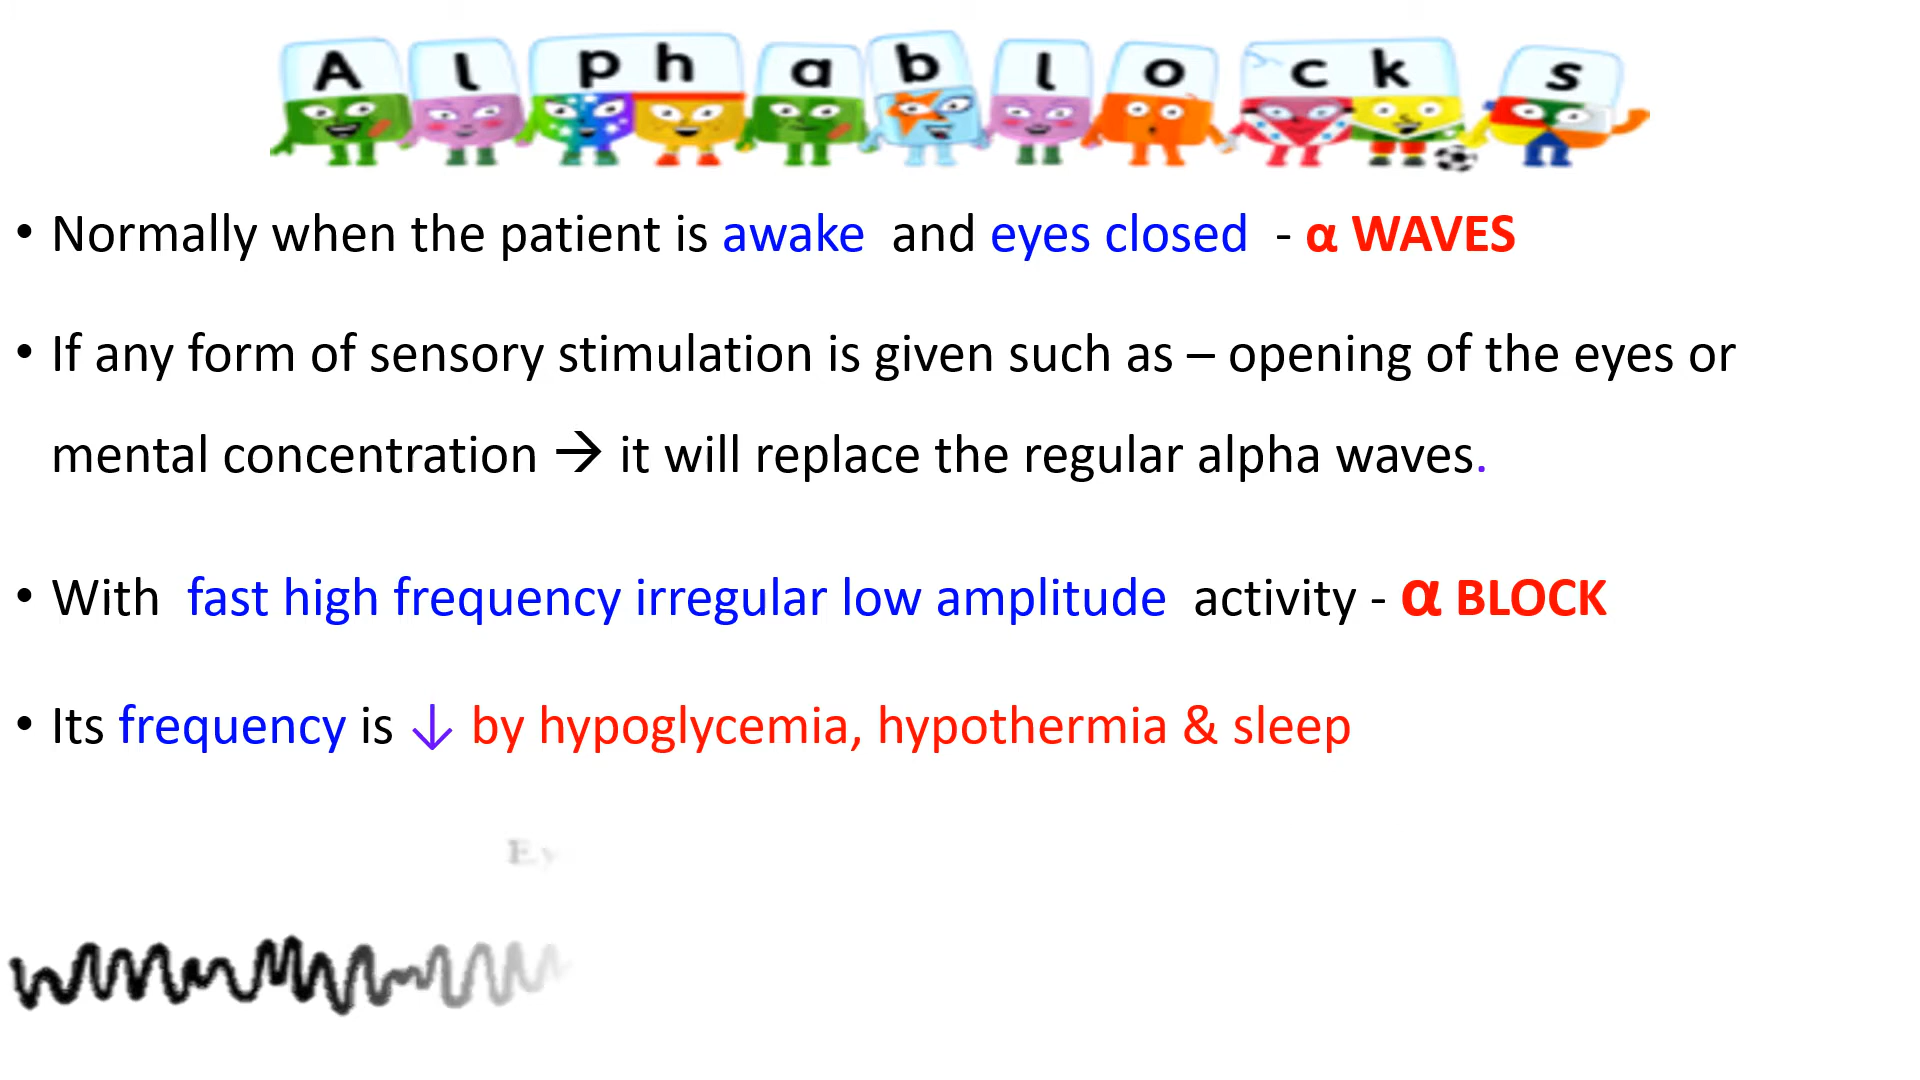 Alphablocks
• Normally when the patient is awake and eyes closed - α WAVES
• If any form of sensory stimulation is given such as – opening of the eyes or
mental concentration → it will replace the regular alpha waves.
• With fast high frequency irregular low amplitude activity - α BLOCK
• Its frequency is ↓ by hypoglycemia, hypothermia & sleep